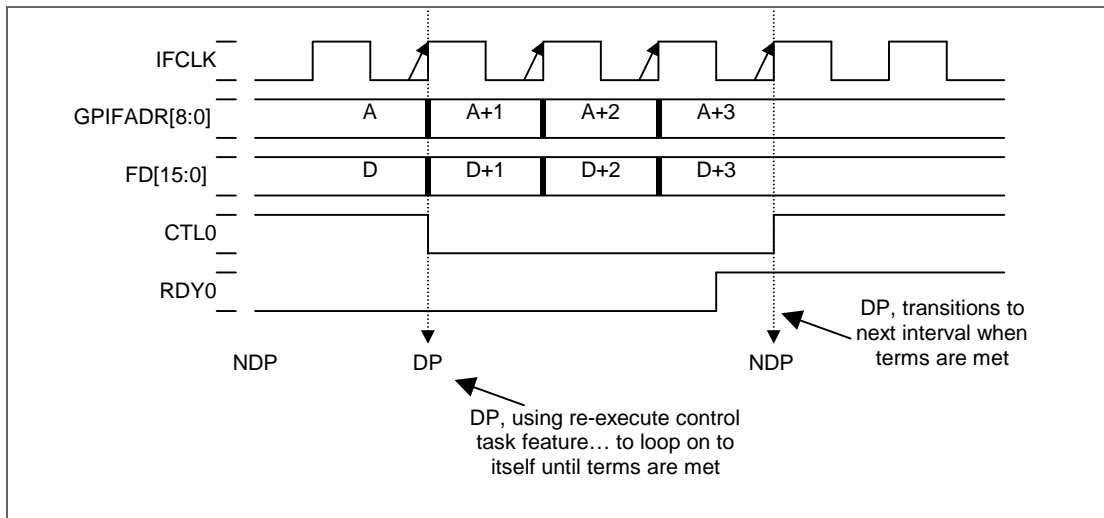 IFCLK
GPIFADR[8:0]
A
A+1
A+2
A+3
FD[15:0]
D
D+1
D+2
D+3
CTL0
RDY0
DP, transitions to
next interval when
terms are met
NDP
DP
NDP
DP, using re-execute control
task feature… to loop on to
itself until terms are met